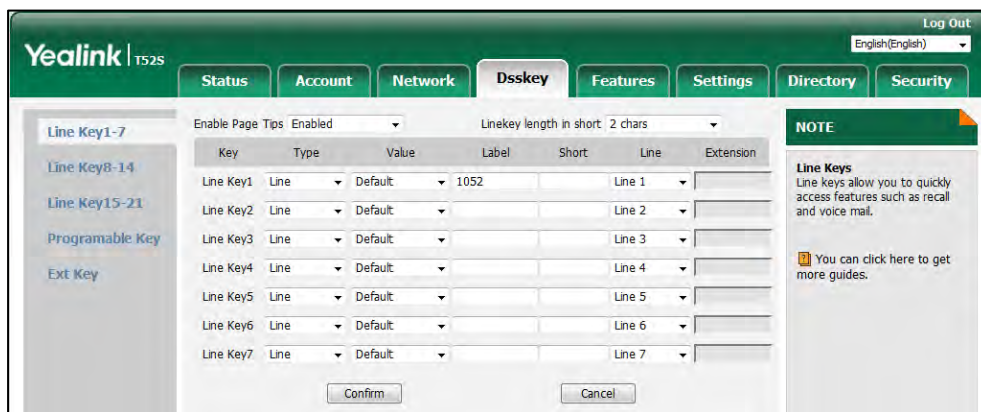 Log Out
Yealink | T52S
English(English)
Status Account Network Dsskey Features Settings Directory Security
Line Key1-7
Line Key8-14
Line Key15-21
Programable Key
Ext Key
Enable Page Tips Enabled Linekey length in short 2 chars
Key Type Value Label Short Line Extension
Line Key1 Line Default 1052 Line 1
Line Key2 Line Default Line 2
Line Key3 Line Default Line 3
Line Key4 Line Default Line 4
Line Key5 Line Default Line 5
Line Key6 Line Default Line 6
Line Key7 Line Default Line 7
Confirm Cancel
NOTE
Line Keys
Line keys allow you to quickly
access features such as recall
and voice mail.
? You can click here to get
more guides.